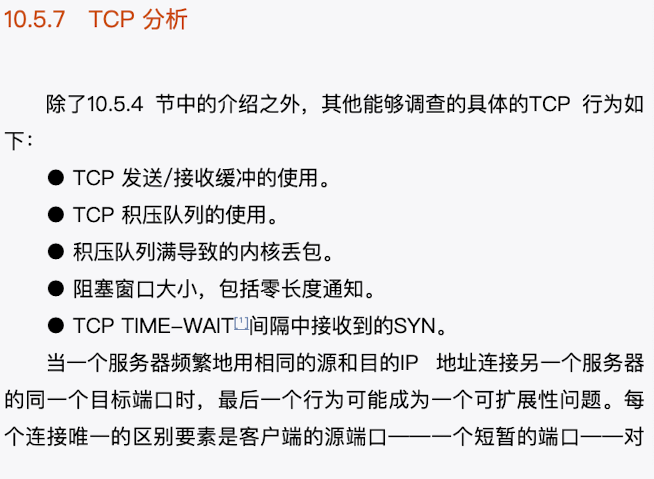 10.5.7 TCP 分析
除了10.5.4 节中的介绍之外，其他能够调查的具体的TCP 行为如
下：
● TCP 发送/接收缓冲的使用。
● TCP 积压队列的使用。
● 积压队列满导致的内核丢包。
● 阻塞窗口大小，包括零长度通知。
● TCP TIME-WAIT[1]间隔中接收到的SYN。
当一个服务器频繁地用相同的源和目的IP 地址连接另一个服务器
的同一个目标端口时，最后一个行为可能成为一个可扩展性问题。每
个连接唯一的区别要素是客户端的源端口——一个短暂的端口——对